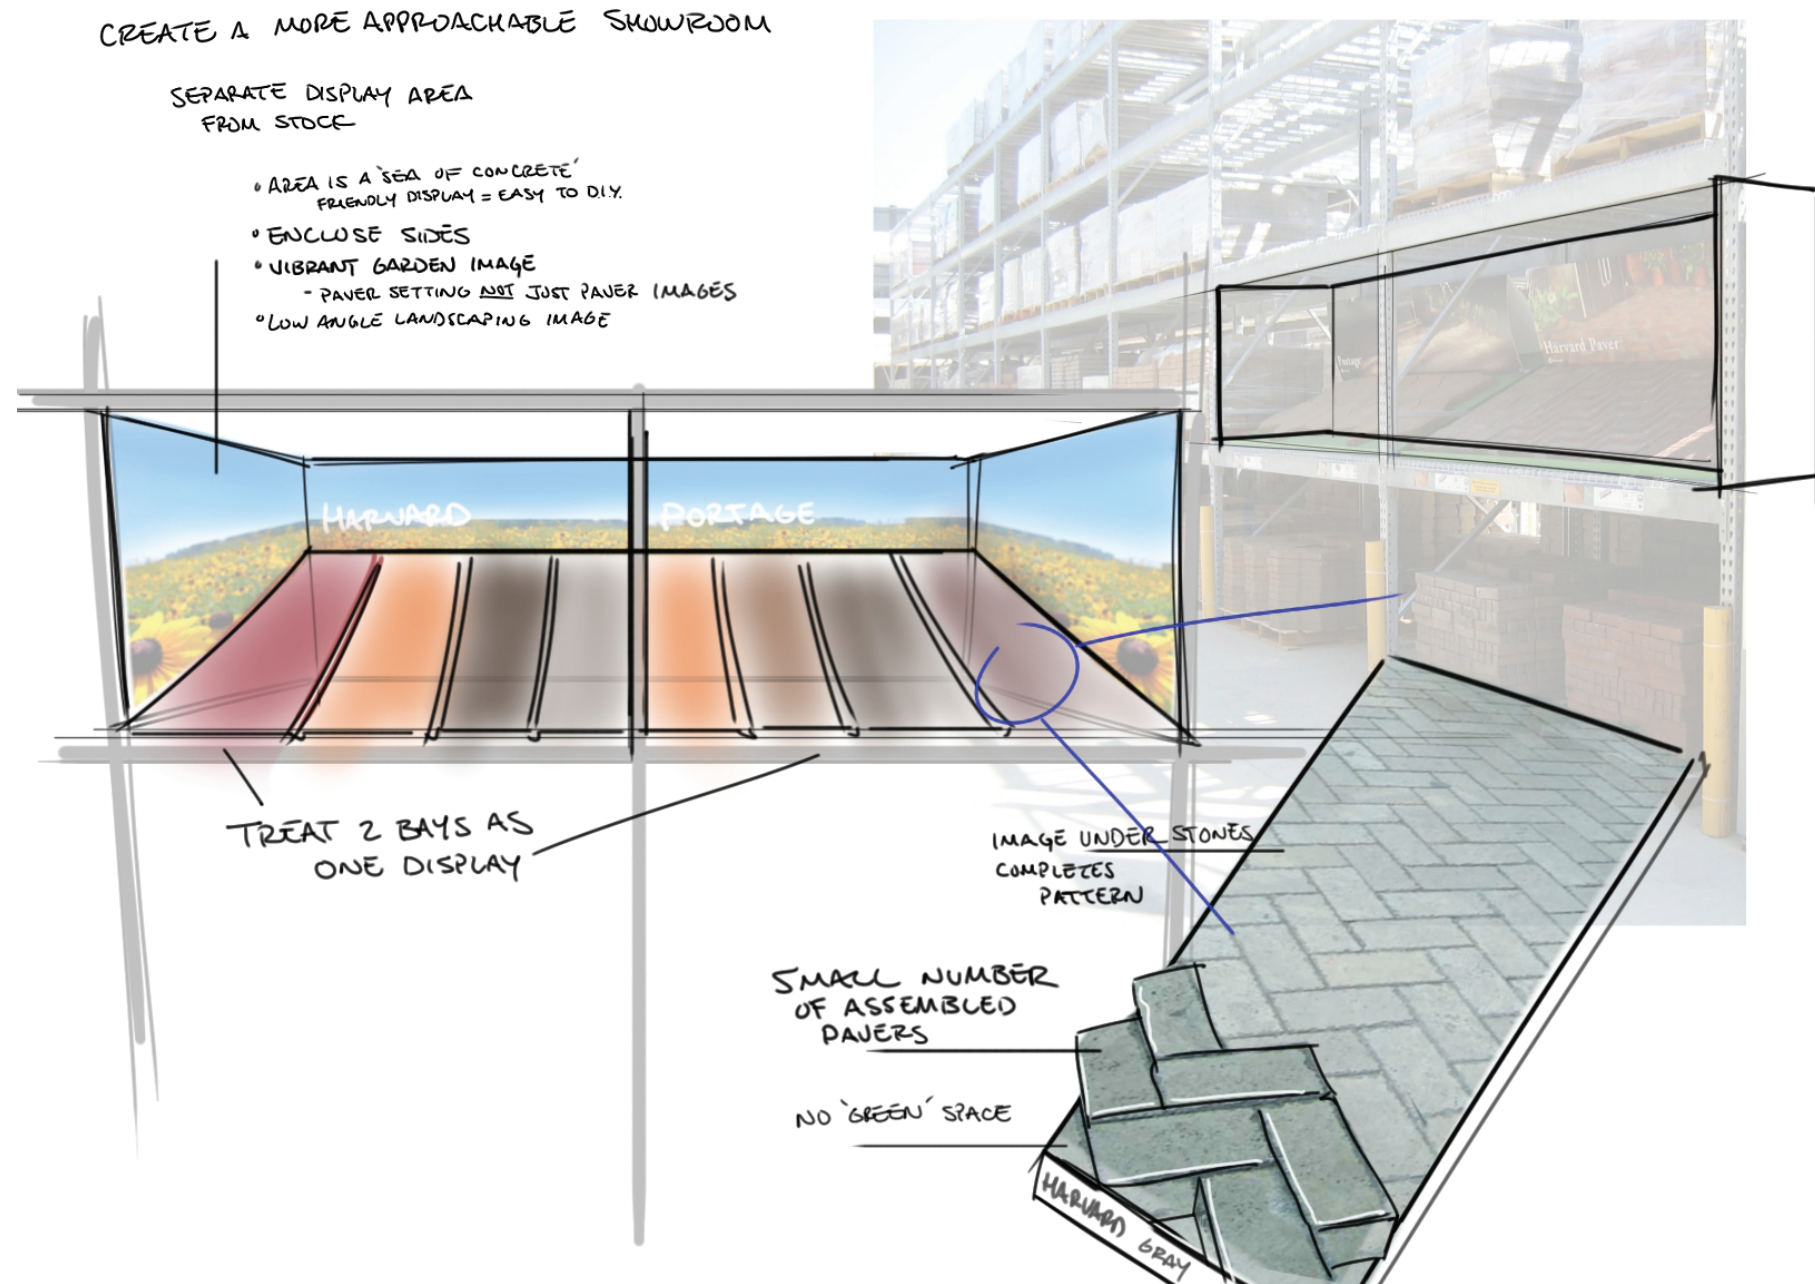 CREATE A MORE APPROACHABLE SHOWROOM
SEPARATE DISPLAY AREA
FROM STOCK
• AREA IS A 'SEA OF CONCRETE'
FRIENDLY DISPLAY = EASY TO D.I.Y.
• ENCLOSE SIDES
• VIBRANT GARDEN IMAGE
- PAVER SETTING NOT JUST PAVER IMAGES
• LOW ANGLE LANDSCAPING IMAGE
Portage
Harvard Paver
HARVARD
PORTAGE
TREAT 2 BAYS AS
ONE DISPLAY
IMAGE UNDER STONES
COMPLETES
PATTERN
SMALL NUMBER
OF ASSEMBLED
PAVERS
NO 'GREEN' SPACE
HARVARD GRAY